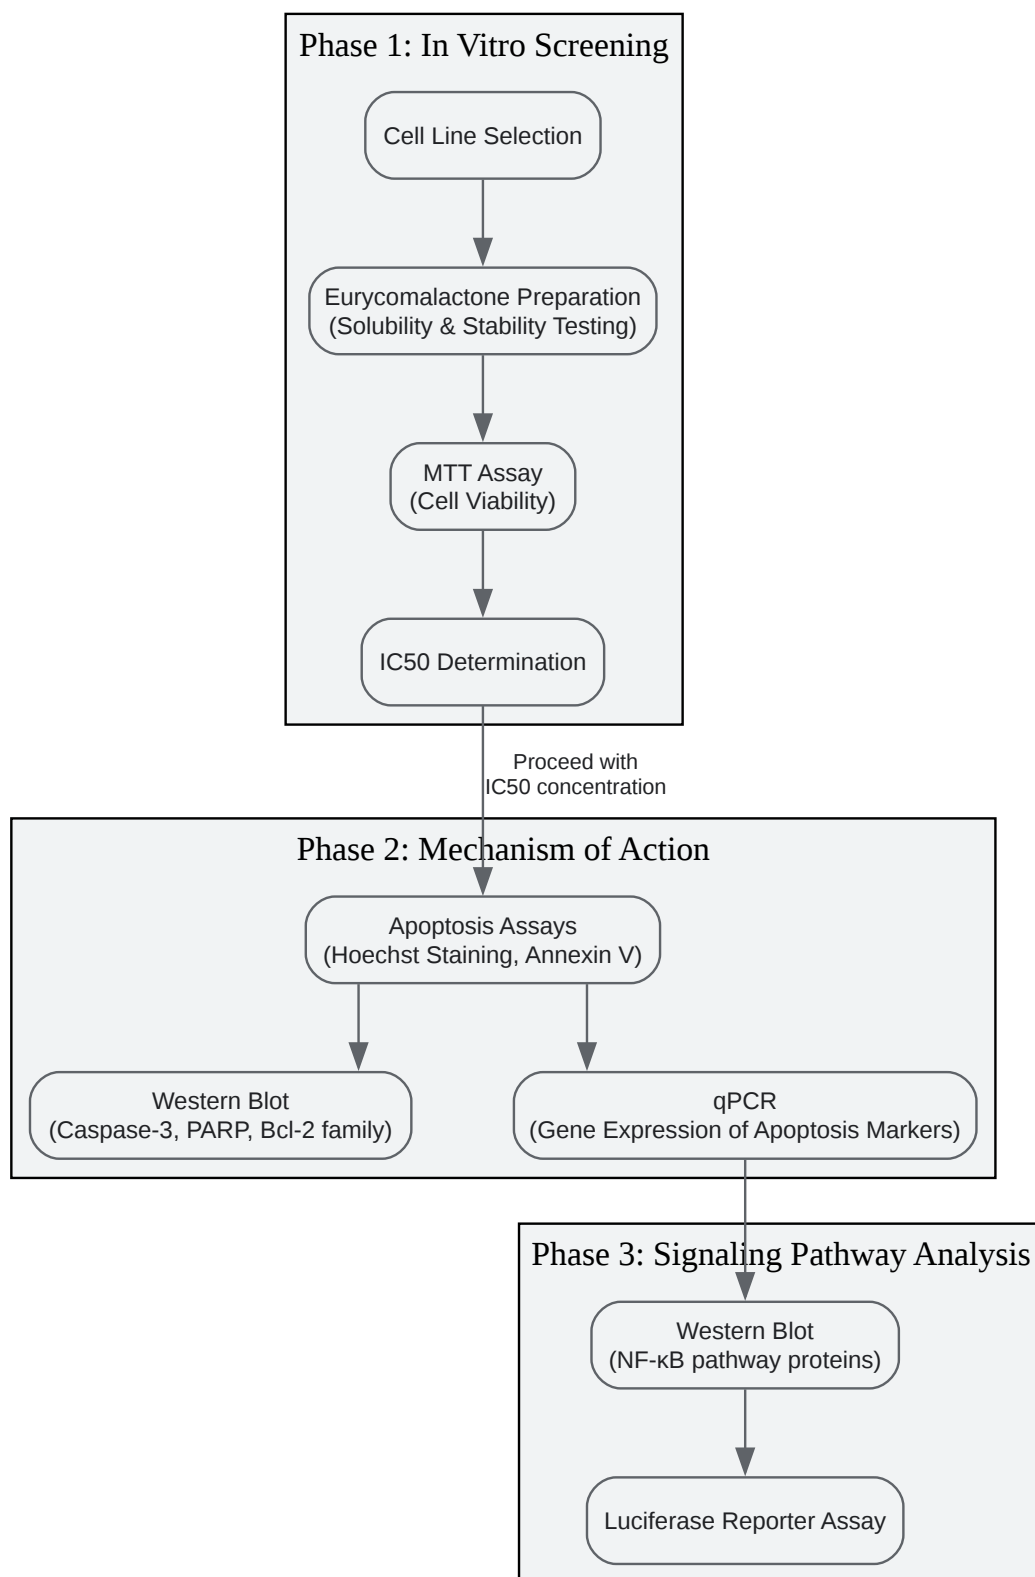 Phase 1: In Vitro Screening
Cell Line Selection
Eurycomalactone Preparation
(Solubility & Stability Testing)
MTT Assay
(Cell Viability)
IC50 Determination
Proceed with
IC50 concentration
Phase 2: Mechanism of Action
Apoptosis Assays
(Hoechst Staining, Annexin V)
Western Blot
(Caspase-3, PARP, Bcl-2 family)
qPCR
(Gene Expression of Apoptosis Markers)
Phase 3: Signaling Pathway Analysis
Western Blot
(NF-κB pathway proteins)
Luciferase Reporter Assay